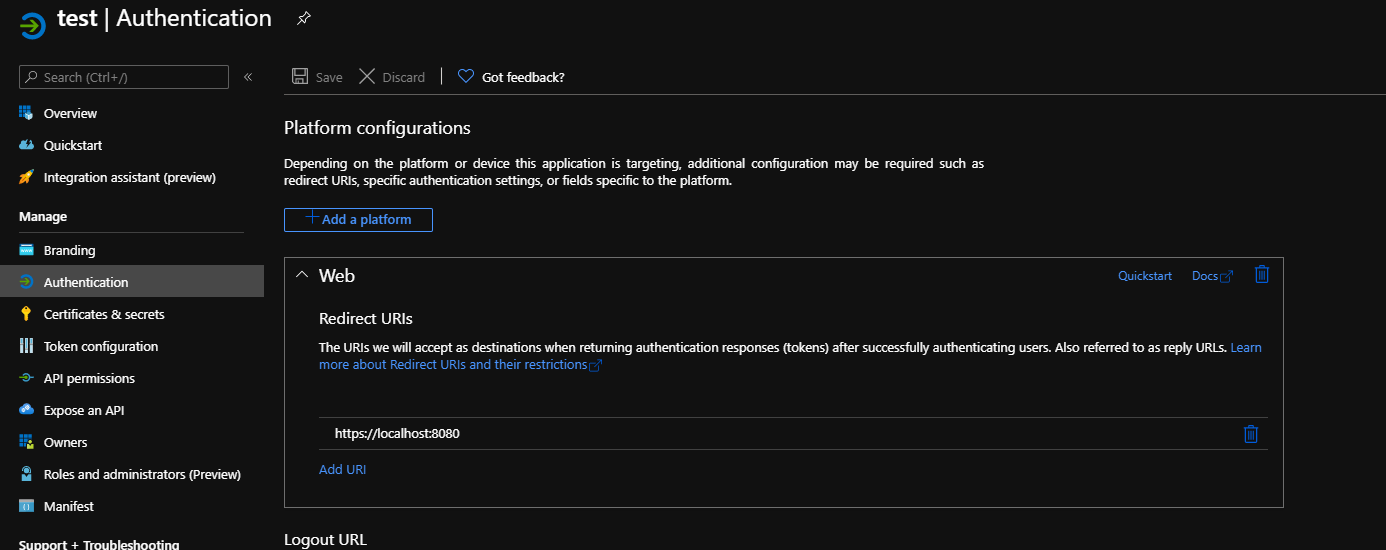 test | Authentication
Search (Ctrl+/)
«
Save
Discard
Got feedback?
Overview
Quickstart
Integration assistant (preview)
Manage
Branding
Authentication
Certificates & secrets
Token configuration
API permissions
Expose an API
Owners
Roles and administrators (Preview)
Manifest
Support + Troubleshooting
Platform configurations
Depending on the platform or device this application is targeting, additional configuration may be required such as
redirect URIs, specific authentication settings, or fields specific to the platform.
Add a platform
Web
Quickstart
Docs
Redirect URIs
The URIs we will accept as destinations when returning authentication responses (tokens) after successfully authenticating users. Also referred to as reply URLs. Learn
more about Redirect URIs and their restrictions
https://localhost:8080
Add URI
Logout URL